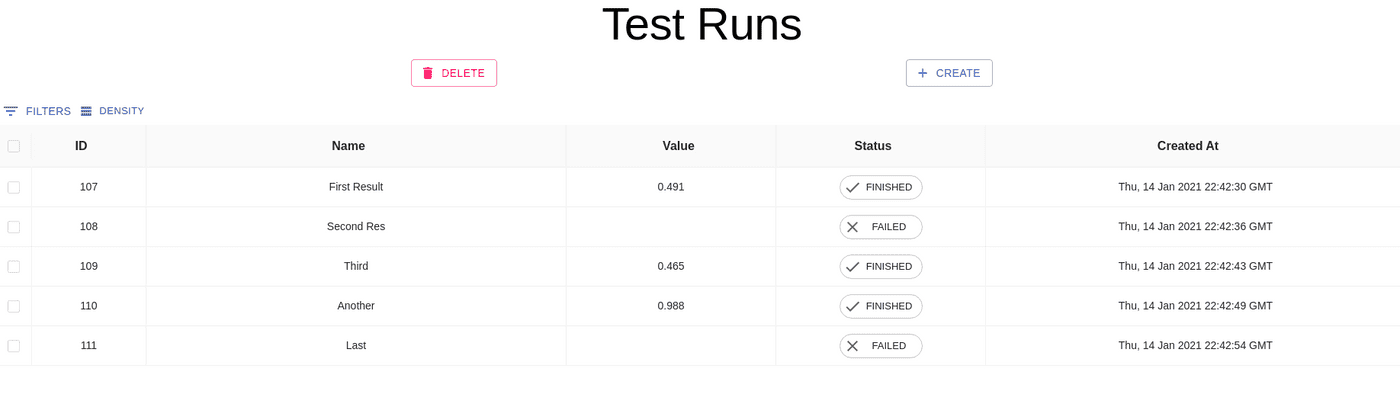 Test Runs
DELETE CREATE
FILTERS DENSITY
ID Name Value Status Created At
107 First Result 0.491 FINISHED Thu, 14 Jan 2021 22:42:30 GMT
108 Second Res FAILED Thu, 14 Jan 2021 22:42:36 GMT
109 Third 0.465 FINISHED Thu, 14 Jan 2021 22:42:43 GMT
110 Another 0.988 FINISHED Thu, 14 Jan 2021 22:42:49 GMT
111 Last FAILED Thu, 14 Jan 2021 22:42:54 GMT